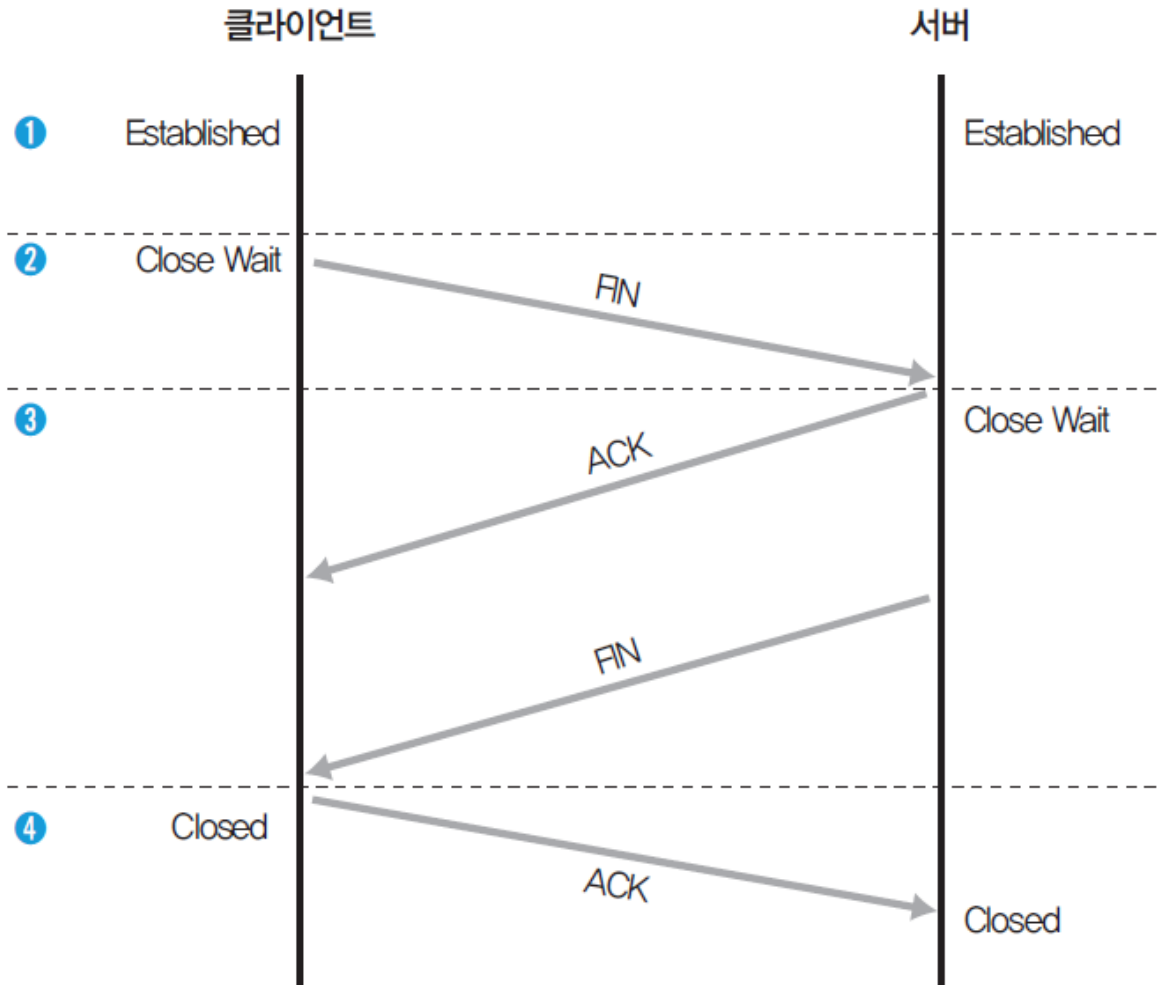 클라이언트 서버
1 Established Established
2 Close Wait
FIN
3 Close Wait
ACK
FIN
4 Closed
ACK
Closed